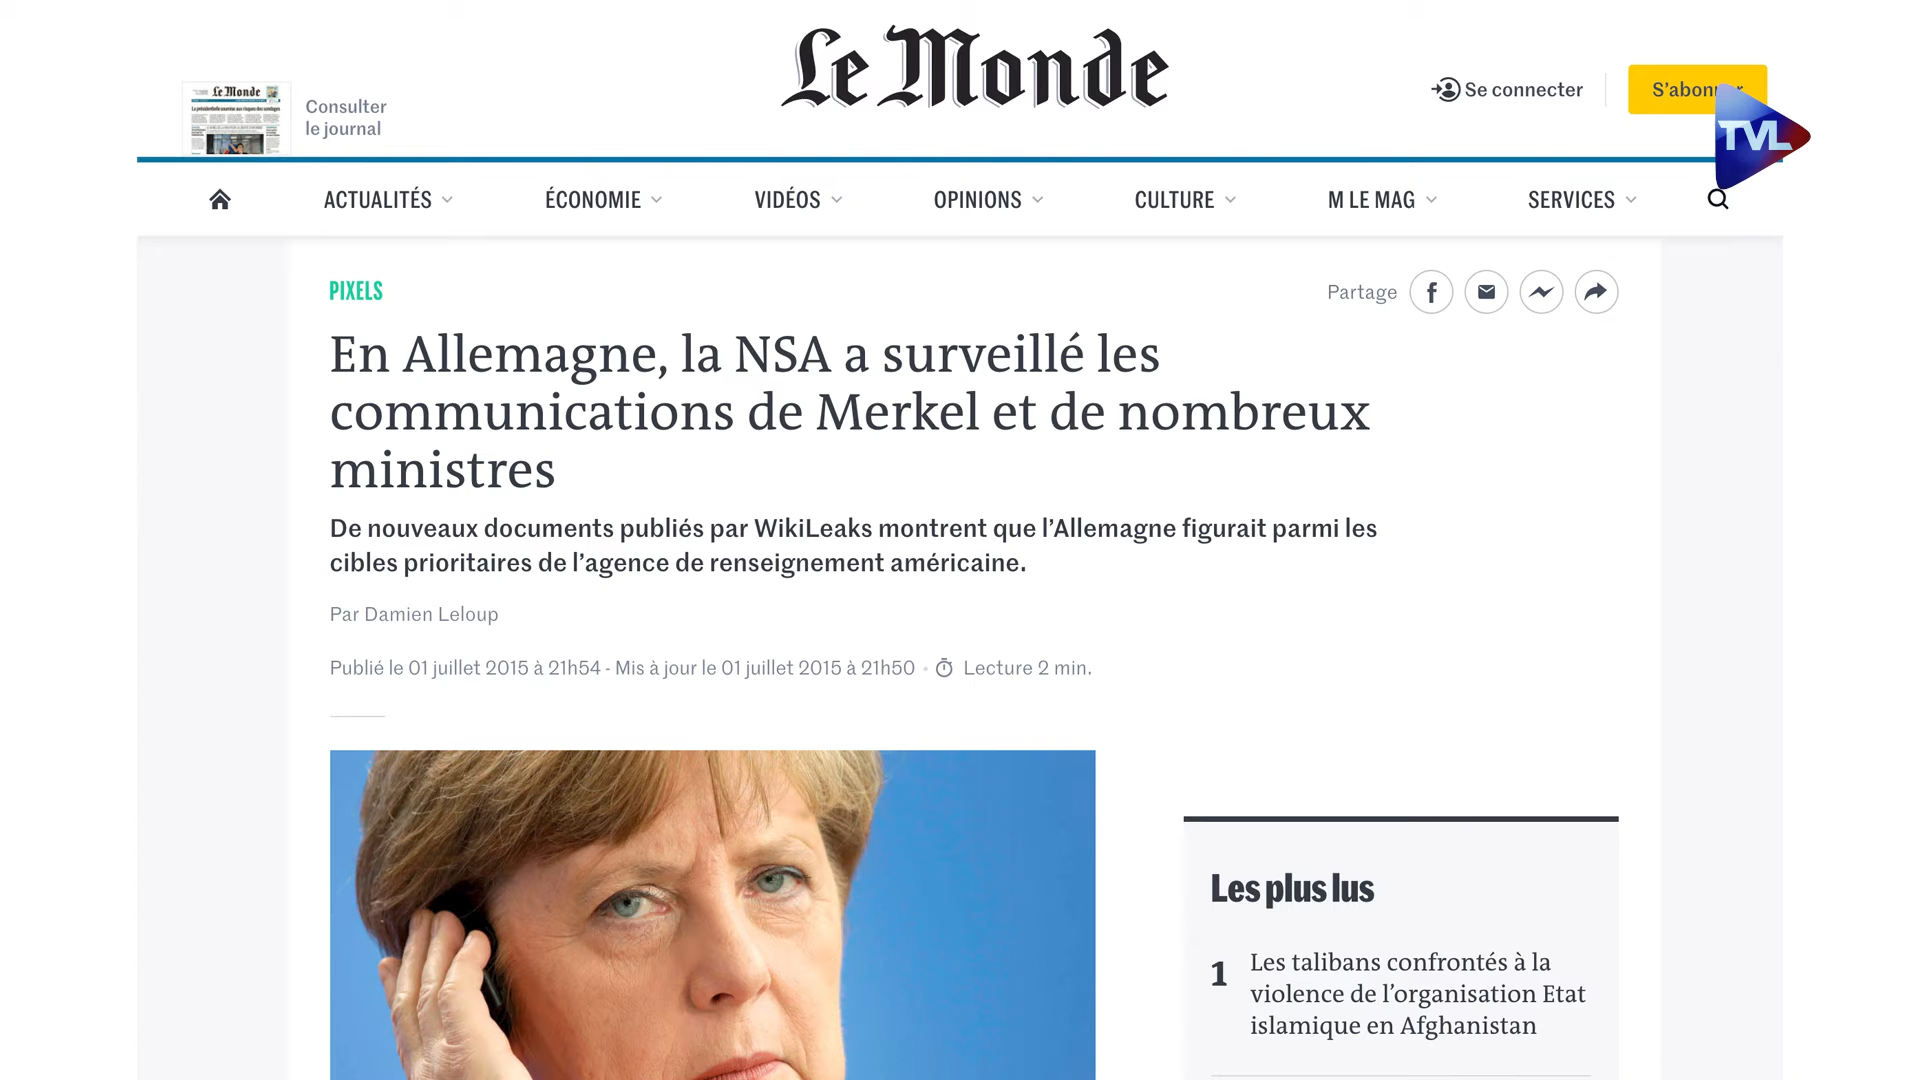 Le Monde
Le Monde
Consulter
le journal
Se connecter
S'abonner
TVL
ACTUALITÉS
ÉCONOMIE
VIDÉOS
OPINIONS
CULTURE
M LE MAG
SERVICES
PIXELS
Partage
En Allemagne, la NSA a surveillé les
communications de Merkel et de nombreux
ministres
De nouveaux documents publiés par WikiLeaks montrent que l’Allemagne figurait parmi les
cibles prioritaires de l’agence de renseignement américaine.
Par Damien Leloup
Publié le 01 juillet 2015 à 21h54 - Mis à jour le 01 juillet 2015 à 21h50 • Lecture 2 min.
Les plus lus
1 Les talibans confrontés à la
violence de l’organisation Etat
islamique en Afghanistan